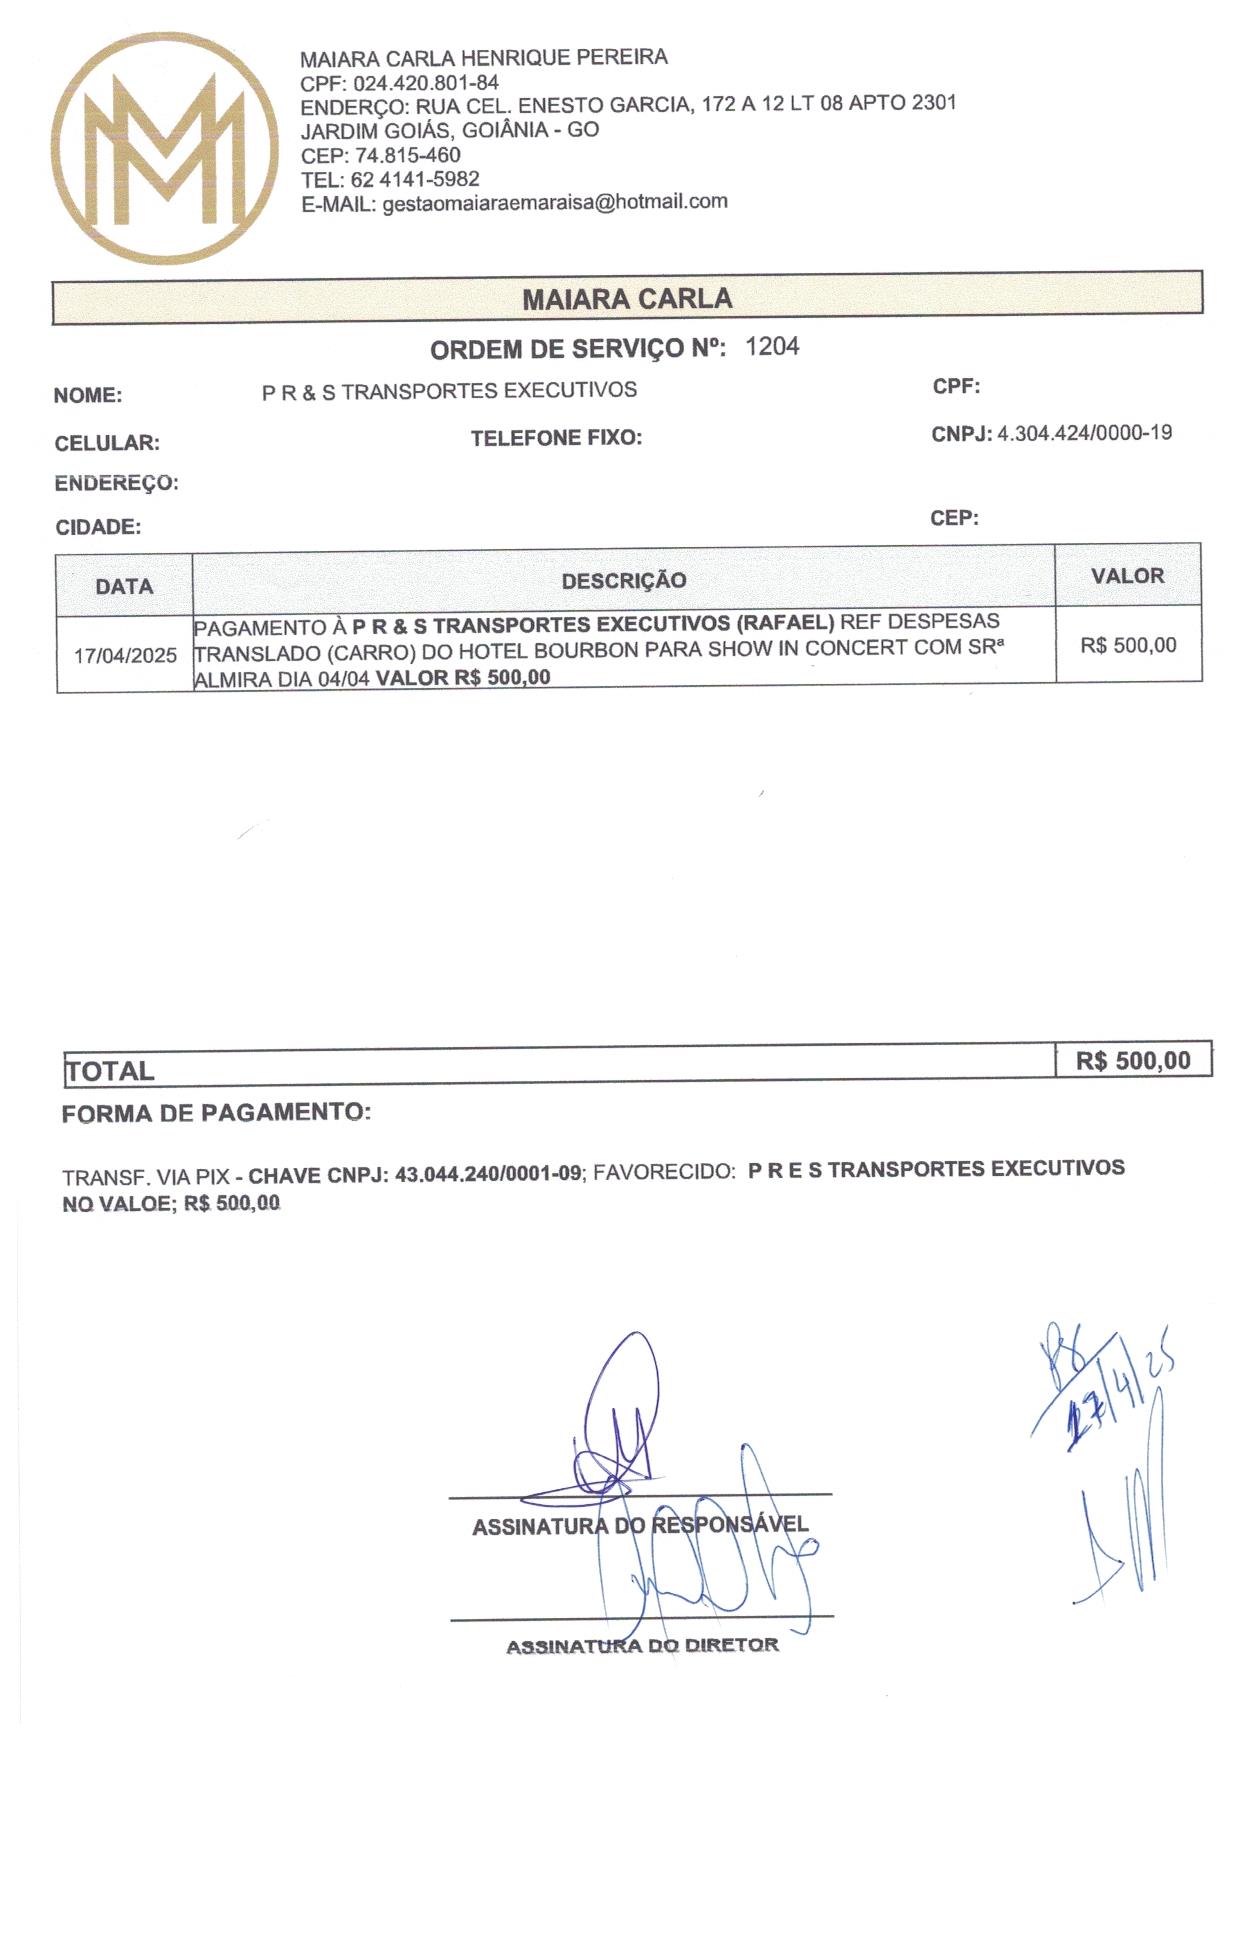 MAIARA CARLA HENRIQUE PEREIRA
CPF: 024.420.801-84
ENDERÇO: RUA CEL. ENESTO GARCIA, 172 A 12 LT 08 APTO 2301
JARDIM GOIÁS, GOIÂNIA - GO
CEP: 74.815-460
TEL: 62 4141-5982
E-MAIL: gestaomaiaraemaraisa@hotmail.com
MAIARA CARLA
ORDEM DE SERVIÇO Nº: 1204
NOME: P R & S TRANSPORTES EXECUTIVOS CPF:
CELULAR: TELEFONE FIXO: CNPJ: 4.304.424/0000-19
ENDEREÇO:
CIDADE: CEP:
DATA DESCRIÇÃO VALOR
PAGAMENTO À P R & S TRANSPORTES EXECUTIVOS (RAFAEL) REF DESPESAS
17/04/2025 TRANSLADO (CARRO) DO HOTEL BOURBON PARA SHOW IN CONCERT COM SRª R$ 500,00
ALMIRA DIA 04/04 VALOR R$ 500,00
TOTAL R$ 500,00
FORMA DE PAGAMENTO:
TRANSF. VIA PIX - CHAVE CNPJ: 43.044.240/0001-09; FAVORECIDO: P R E S TRANSPORTES EXECUTIVOS
NO VALOE; R$ 500,00
27/4/25
ASSINATURA DO RESPONSÁVEL
ASSINATURA DO DIRETOR